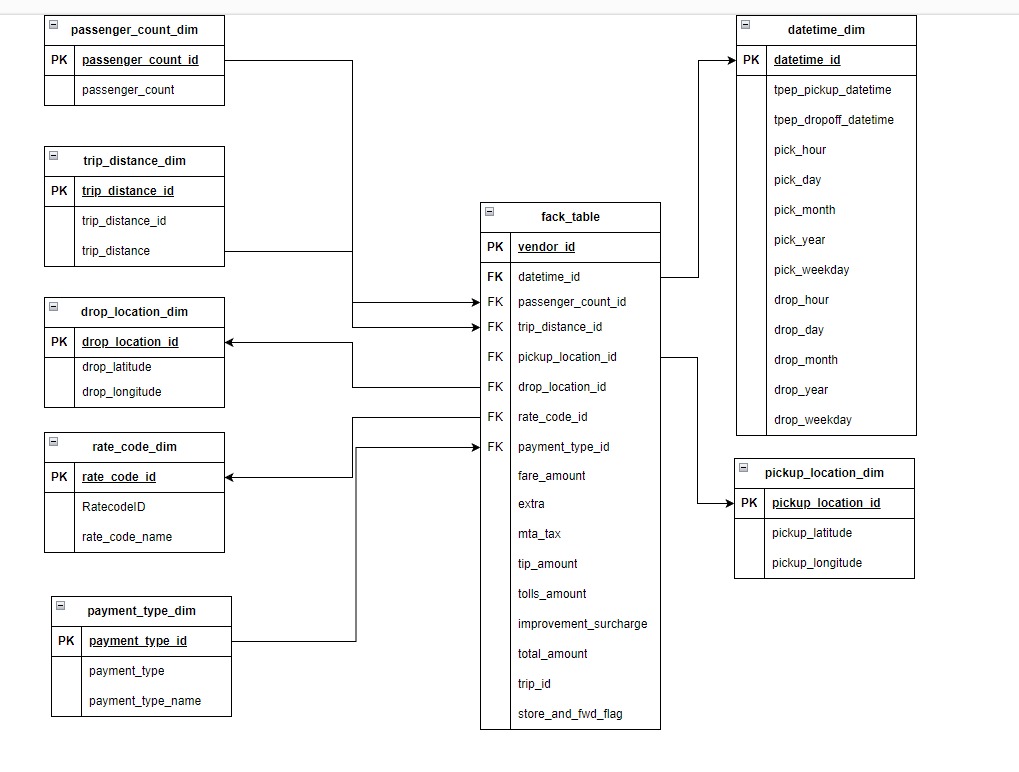 passenger_count_dim
PK passenger_count_id
passenger_count
trip_distance_dim
PK trip_distance_id
trip_distance_id
trip_distance
drop_location_dim
PK drop_location_id
drop_latitude
drop_longitude
rate_code_dim
PK rate_code_id
RatecodeID
rate_code_name
payment_type_dim
PK payment_type_id
payment_type
payment_type_name
fack_table
PK vendor_id
FK datetime_id
FK passenger_count_id
FK trip_distance_id
FK pickup_location_id
FK drop_location_id
FK rate_code_id
FK payment_type_id
fare_amount
extra
mta_tax
tip_amount
tolls_amount
improvement_surcharge
total_amount
trip_id
store_and_fwd_flag
datetime_dim
PK datetime_id
tpep_pickup_datetime
tpep_dropoff_datetime
pick_hour
pick_day
pick_month
pick_year
pick_weekday
drop_hour
drop_day
drop_month
drop_year
drop_weekday
pickup_location_dim
PK pickup_location_id
pickup_latitude
pickup_longitude